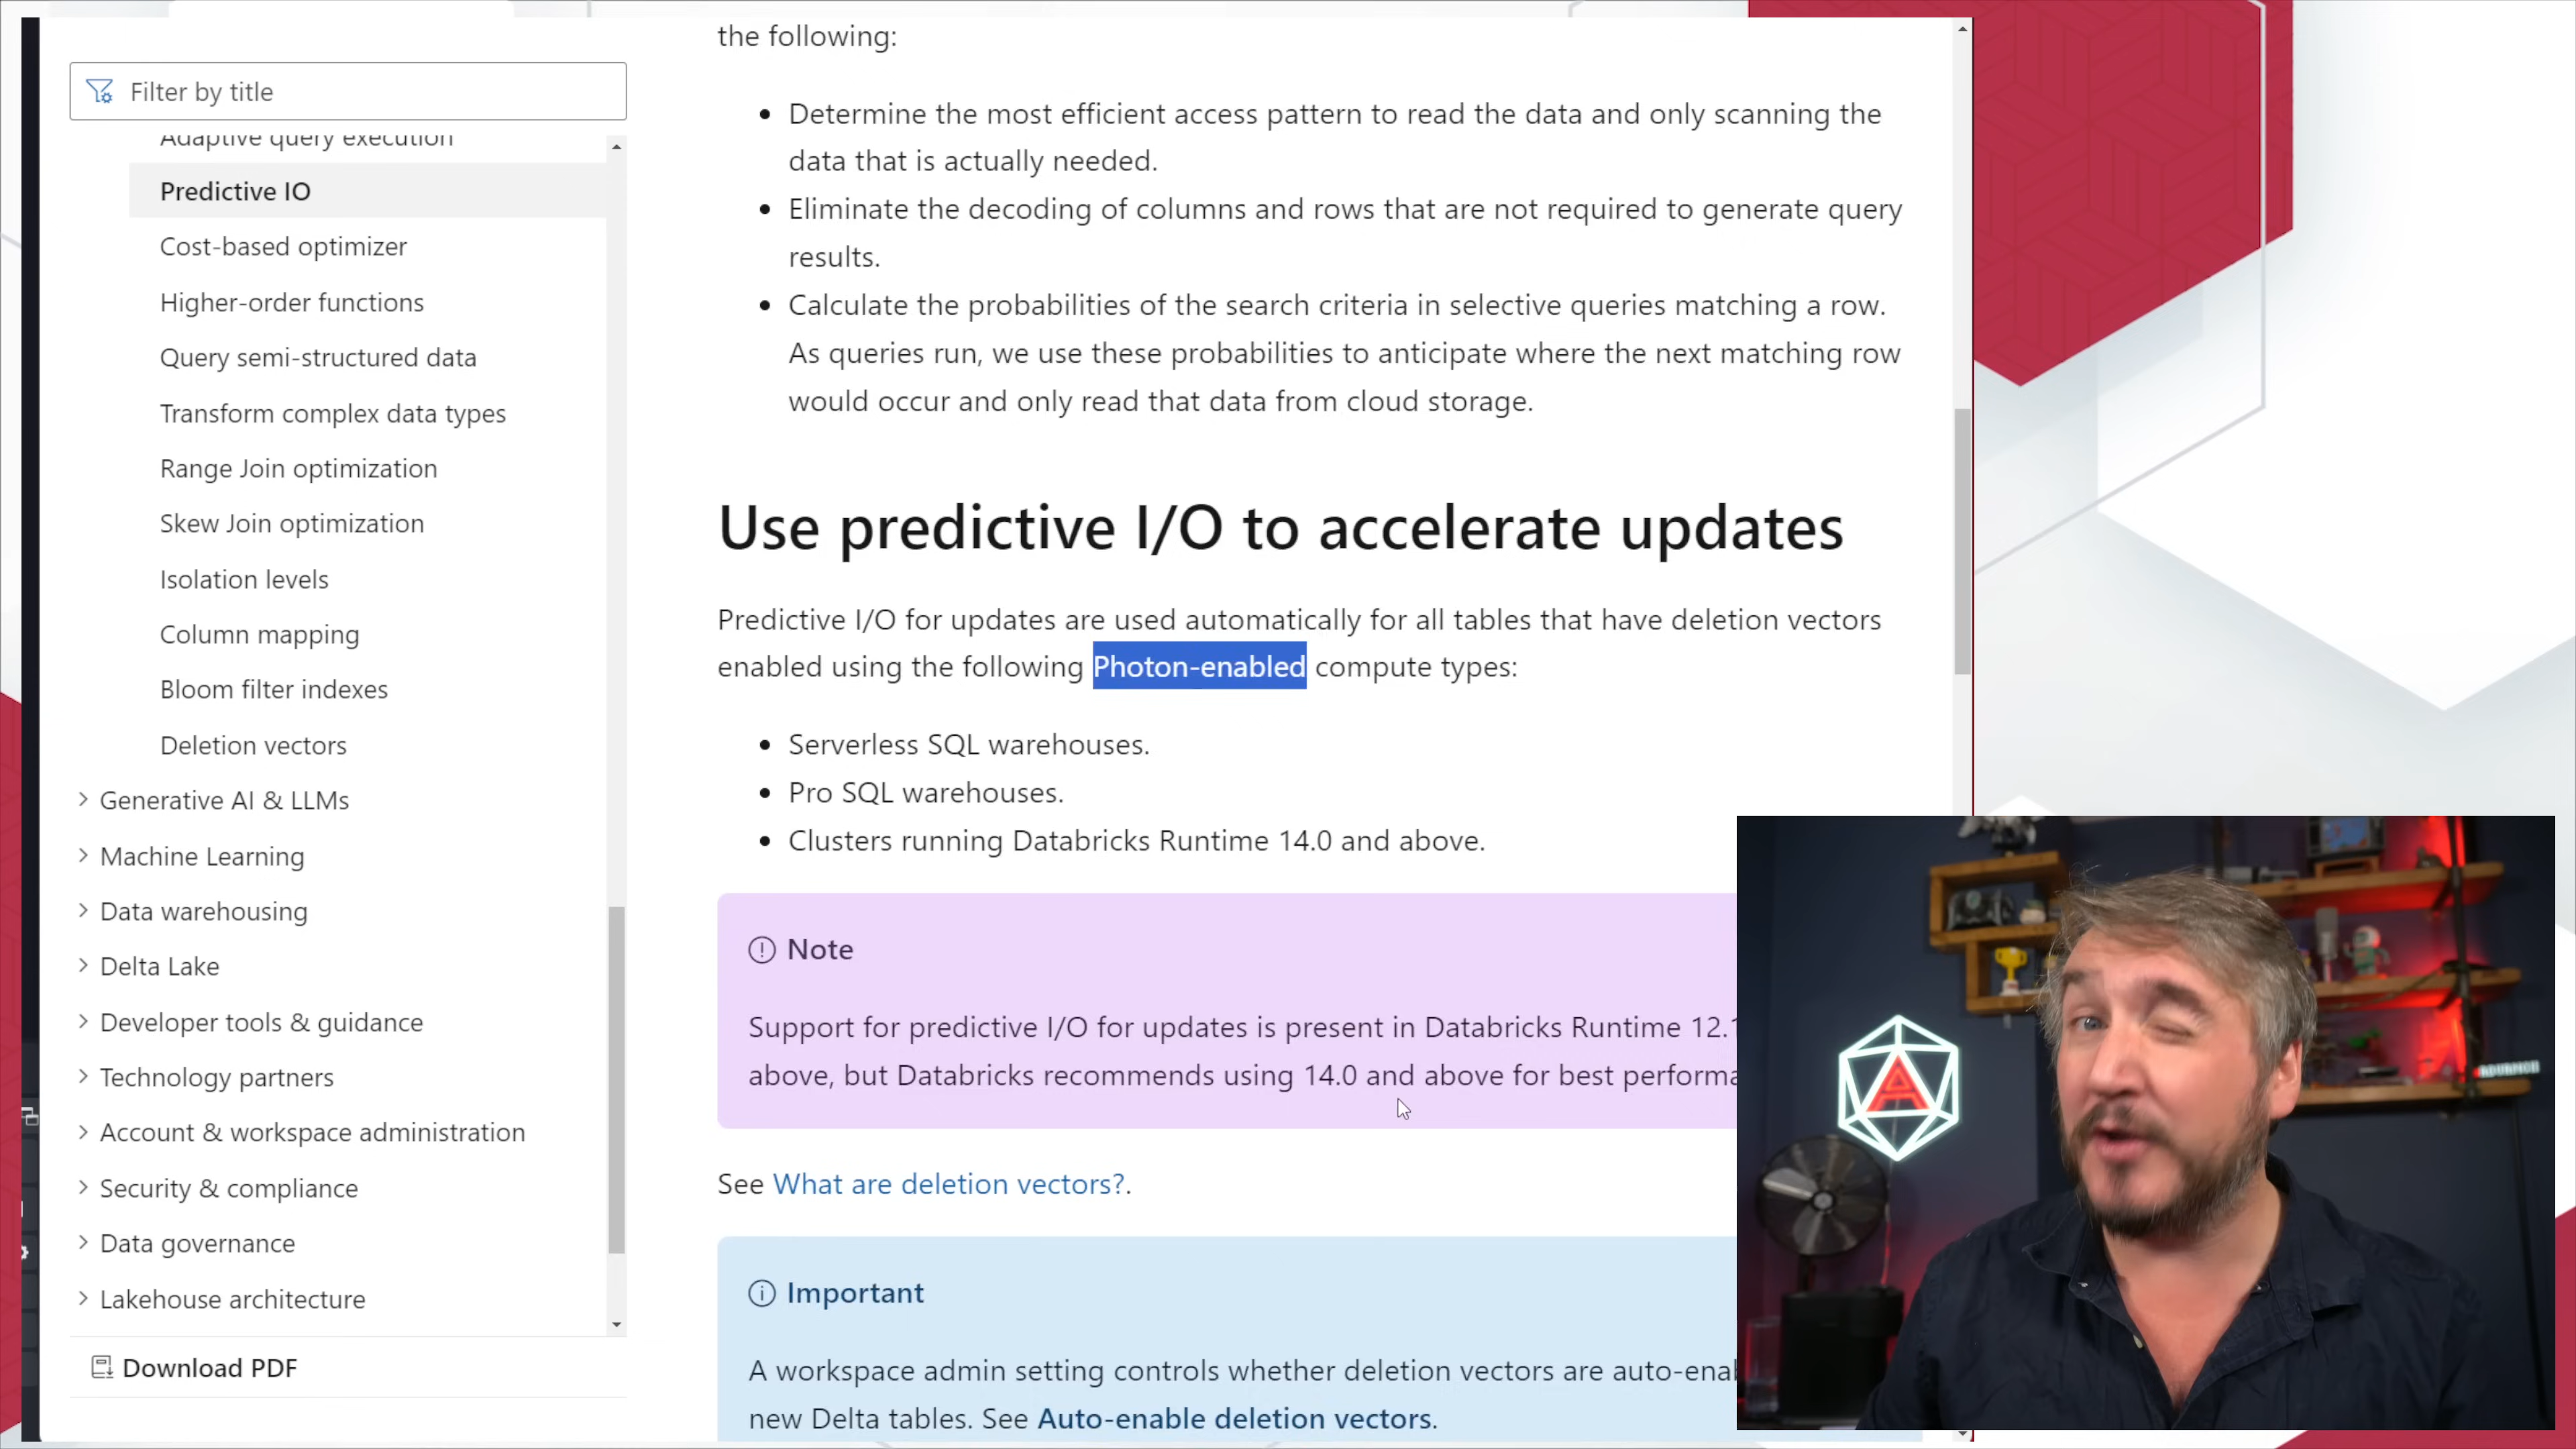 Filter by title
Adaptive query execution
Predictive IO
Cost-based optimizer
Higher-order functions
Query semi-structured data
Transform complex data types
Range Join optimization
Skew Join optimization
Isolation levels
Column mapping
Bloom filter indexes
Deletion vectors
Generative AI & LLMs
Machine Learning
Data warehousing
Delta Lake
Developer tools & guidance
Technology partners
Account & workspace administration
Security & compliance
Data governance
Lakehouse architecture
Download PDF
the following:
Determine the most efficient access pattern to read the data and only scanning the
data that is actually needed.
Eliminate the decoding of columns and rows that are not required to generate query
results.
Calculate the probabilities of the search criteria in selective queries matching a row.
As queries run, we use these probabilities to anticipate where the next matching row
would occur and only read that data from cloud storage.
Use predictive I/O to accelerate updates
Predictive I/O for updates are used automatically for all tables that have deletion vectors
enabled using the following Photon-enabled compute types:
Serverless SQL warehouses.
Pro SQL warehouses.
Clusters running Databricks Runtime 14.0 and above.
Note
Support for predictive I/O for updates is present in Databricks Runtime 12.
above, but Databricks recommends using 14.0 and above for best
See What are deletion vectors?.
Important
A workspace admin setting controls whether deletion vectors are
new Delta tables. See Auto-enable deletion vectors.
A